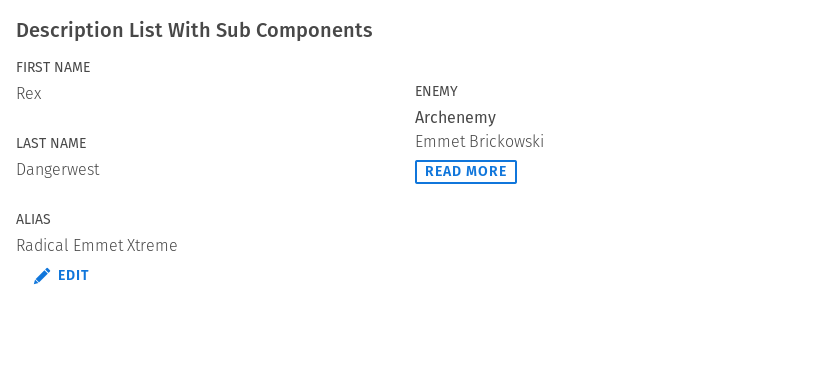 Description List With Sub Components
FIRST NAME
Rex
LAST NAME
Dangerwest
ALIAS
Radical Emmet Xtreme
EDIT
ENEMY
Archenemy
Emmet Brickowski
READ MORE